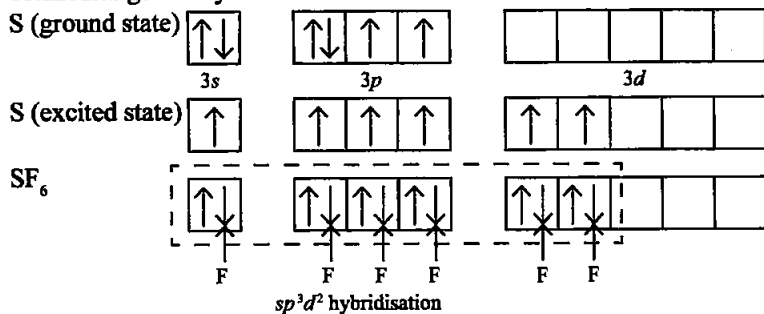 S (ground state)
3s 3p 3d
S (excited state)
SF₆
F F F F F F
sp³d² hybridisation